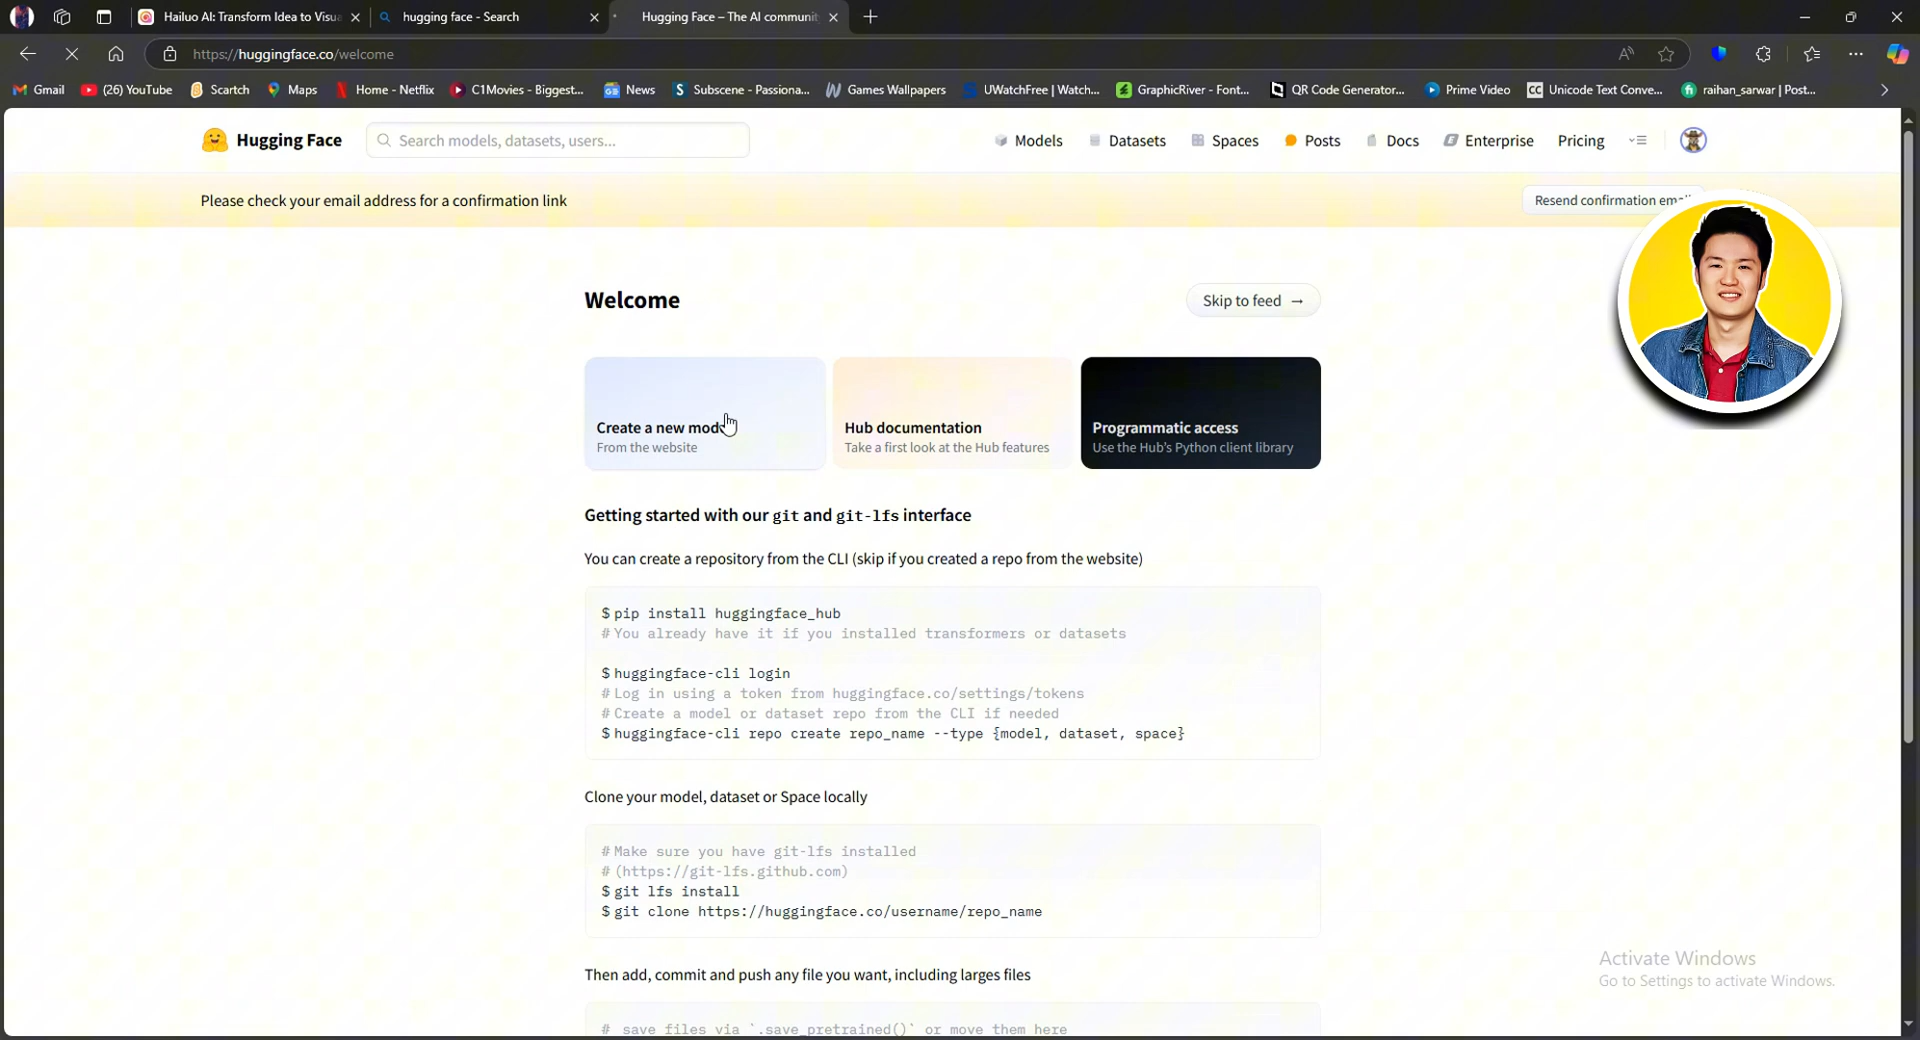 Hailuo AI: Transform Idea to Visua
hugging face - Search
Hugging Face – The AI communit
https://huggingface.co/welcome
Gmail
(26) YouTube
Scartch
Maps
Home - Netflix
C1Movies - Biggest...
News
Subscene - Passiona...
Games Wallpapers
UWatchFree | Watch...
GraphicRiver - Font...
QR Code Generator...
Prime Video
Unicode Text Conve...
raihan_sarwar | Post...
Hugging Face
Search models, datasets, users...
Models
Datasets
Spaces
Posts
Docs
Enterprise
Pricing
Please check your email address for a confirmation link
Resend confirmation email
Welcome
Skip to feed →
Create a new mod
From the website
Hub documentation
Take a first look at the Hub features
Programmatic access
Use the Hub's Python client library
Getting started with our git and git-lfs interface
You can create a repository from the CLI (skip if you created a repo from the website)
$ pip install huggingface_hub
# You already have it if you installed transformers or datasets
$ huggingface-cli login
# Log in using a token from huggingface.co/settings/tokens
# Create a model or dataset repo from the CLI if needed
$ huggingface-cli repo create repo_name --type {model, dataset, space}
Clone your model, dataset or Space locally
# Make sure you have git-lfs installed
# (https://git-lfs.github.com)
$ git lfs install
$ git clone https://huggingface.co/username/repo_name
Then add, commit and push any file you want, including larges files
# save files via `.save_pretrained()` or move them here
Activate Windows
Go to Settings to activate Windows.